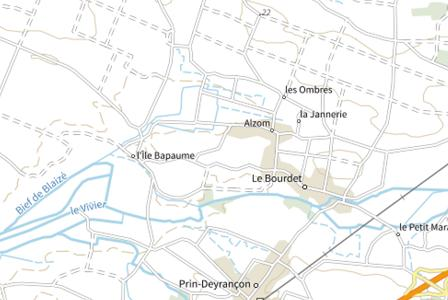 22
les Ombres
la Jannerie
Alzom
l'Île Bapaume
Le Bourdet
Bief de Blaizé
le Vivier
le Petit Mara
Prin-Deyrançon